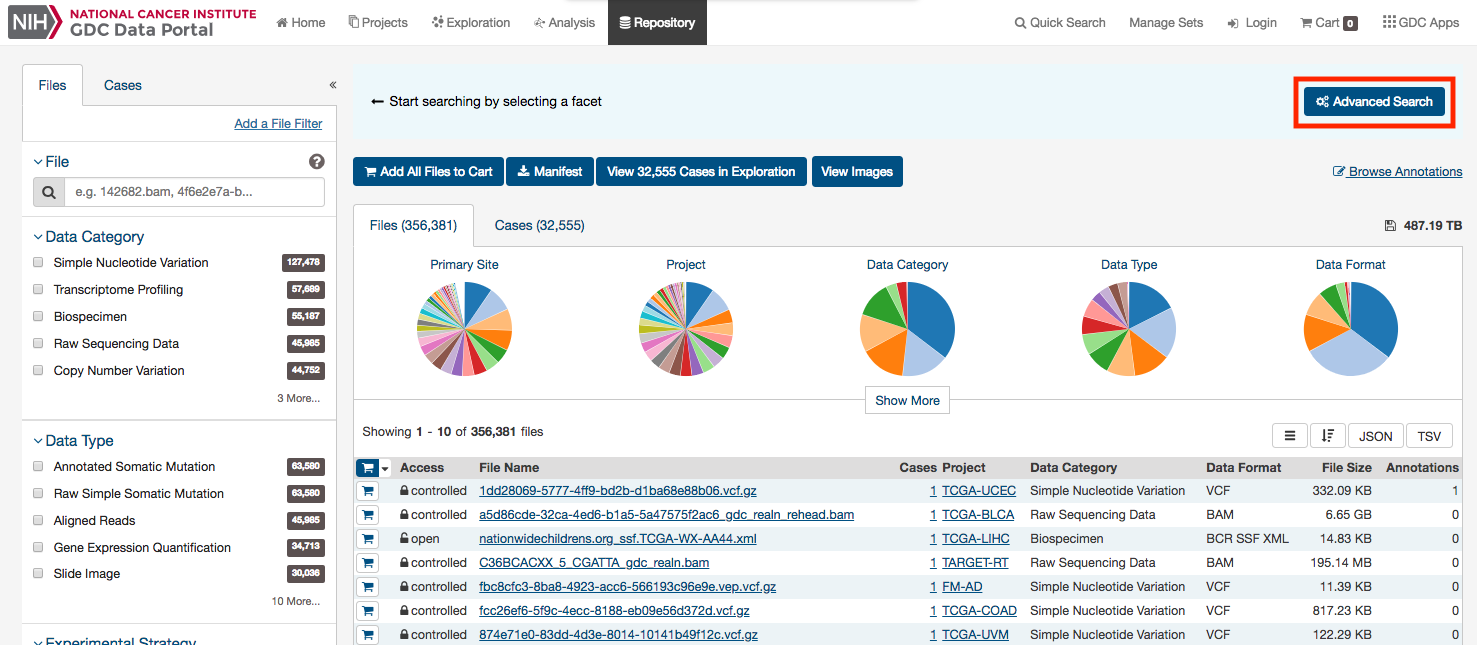 NIH NATIONAL CANCER INSTITUTE
GDC Data Portal
Home Projects Exploration Analysis Repository Quick Search Manage Sets Login Cart 0 GDC Apps
Files Cases «
Add a File Filter
File ?
e.g. 142682.bam, 4f6e2e7a-b...
Data Category
Simple Nucleotide Variation 127,478
Transcriptome Profiling 57,689
Biospecimen 55,187
Raw Sequencing Data 45,985
Copy Number Variation 44,752
3 More...
Data Type
Annotated Somatic Mutation 63,580
Raw Simple Somatic Mutation 63,580
Aligned Reads 45,985
Gene Expression Quantification 34,713
Slide Image 30,036
10 More...
Experimental Strategy
Start searching by selecting a facet
Advanced Search
Add All Files to Cart Manifest View 32,555 Cases in Exploration View Images
Browse Annotations
Files (356,381) Cases (32,555) 487.19 TB
Primary Site Project Data Category Data Type Data Format
Show More
Showing 1 - 10 of 356,381 files
JSON TSV
Access File Name Cases Project Data Category Data Format File Size Annotations
controlled 1dd28069-5777-4ff9-bd2b-d1ba68e88b06.vcf.gz 1 TCGA-UCEC Simple Nucleotide Variation VCF 332.09 KB 1
controlled a5d86cde-32ca-4ed6-b1a5-5a47575f2ac6_gdc_realn_rehead.bam 1 TCGA-BLCA Raw Sequencing Data BAM 6.65 GB 0
open nationwidechildrens.org_ssf.TCGA-WX-AA44.xml 1 TCGA-LIHC Biospecimen BCR SSF XML 14.83 KB 0
controlled C36BCACXX_5_CGATTA_gdc_realn.bam 1 TARGET-RT Raw Sequencing Data BAM 195.14 MB 0
controlled fbc8cfc3-8ba8-4923-acc6-566193c96e9e.vep.vcf.gz 1 FM-AD Simple Nucleotide Variation VCF 11.39 KB 0
controlled fcc26ef6-5f9c-4ecc-8188-eb09e56d372d.vcf.gz 1 TCGA-COAD Simple Nucleotide Variation VCF 817.23 KB 0
controlled 874e71e0-83dd-4d3e-8014-10141b49f12c.vcf.gz 1 TCGA-UVM Simple Nucleotide Variation VCF 122.29 KB 0